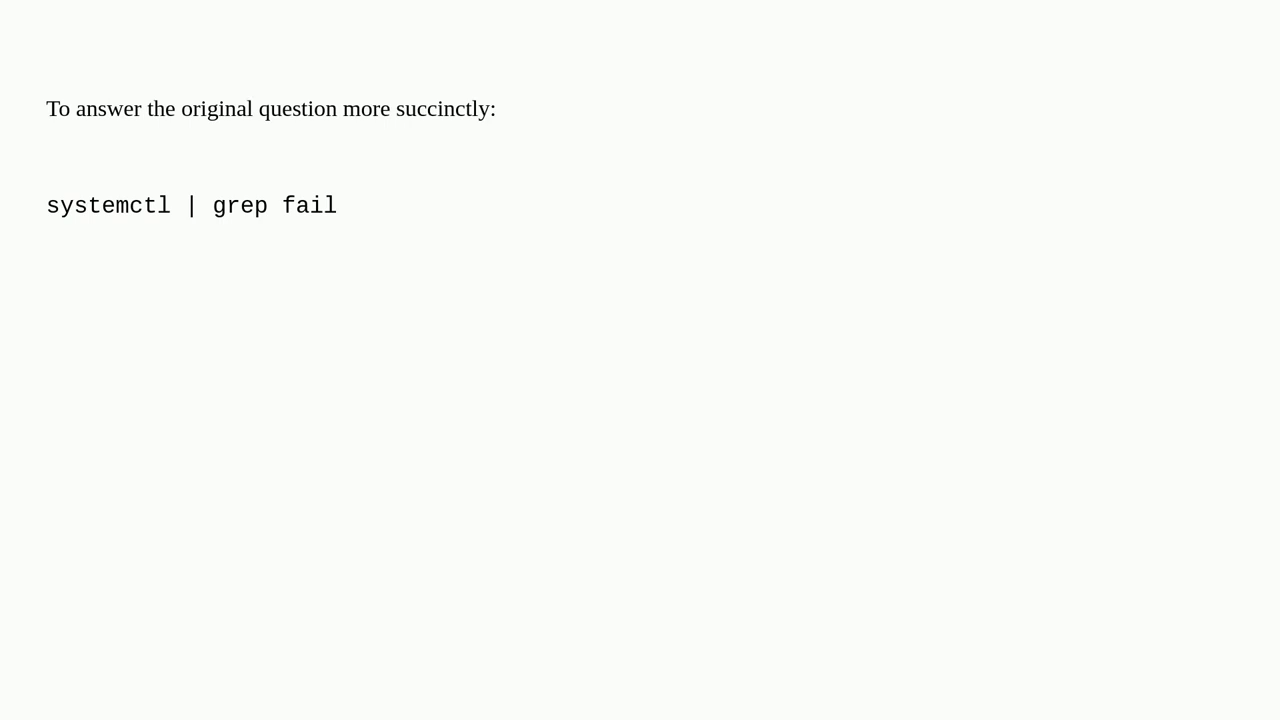 To answer the original question more succinctly:
systemctl | grep fail